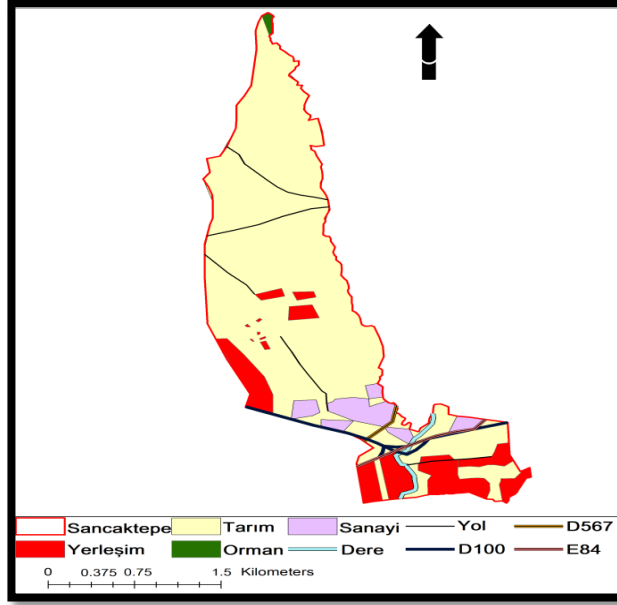 Sancaktepe Tarım Sanayi Yol D567
Yerleşim Orman Dere D100 E84
0 0.375 0.75 1.5 Kilometers